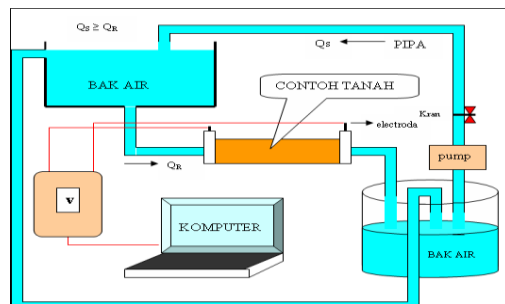 Qs ≥ QR
Qs
PIPA
BAK AIR
CONTOH TANAH
Kran
electroda
pump
QR
v
KOMPUTER
BAK AIR